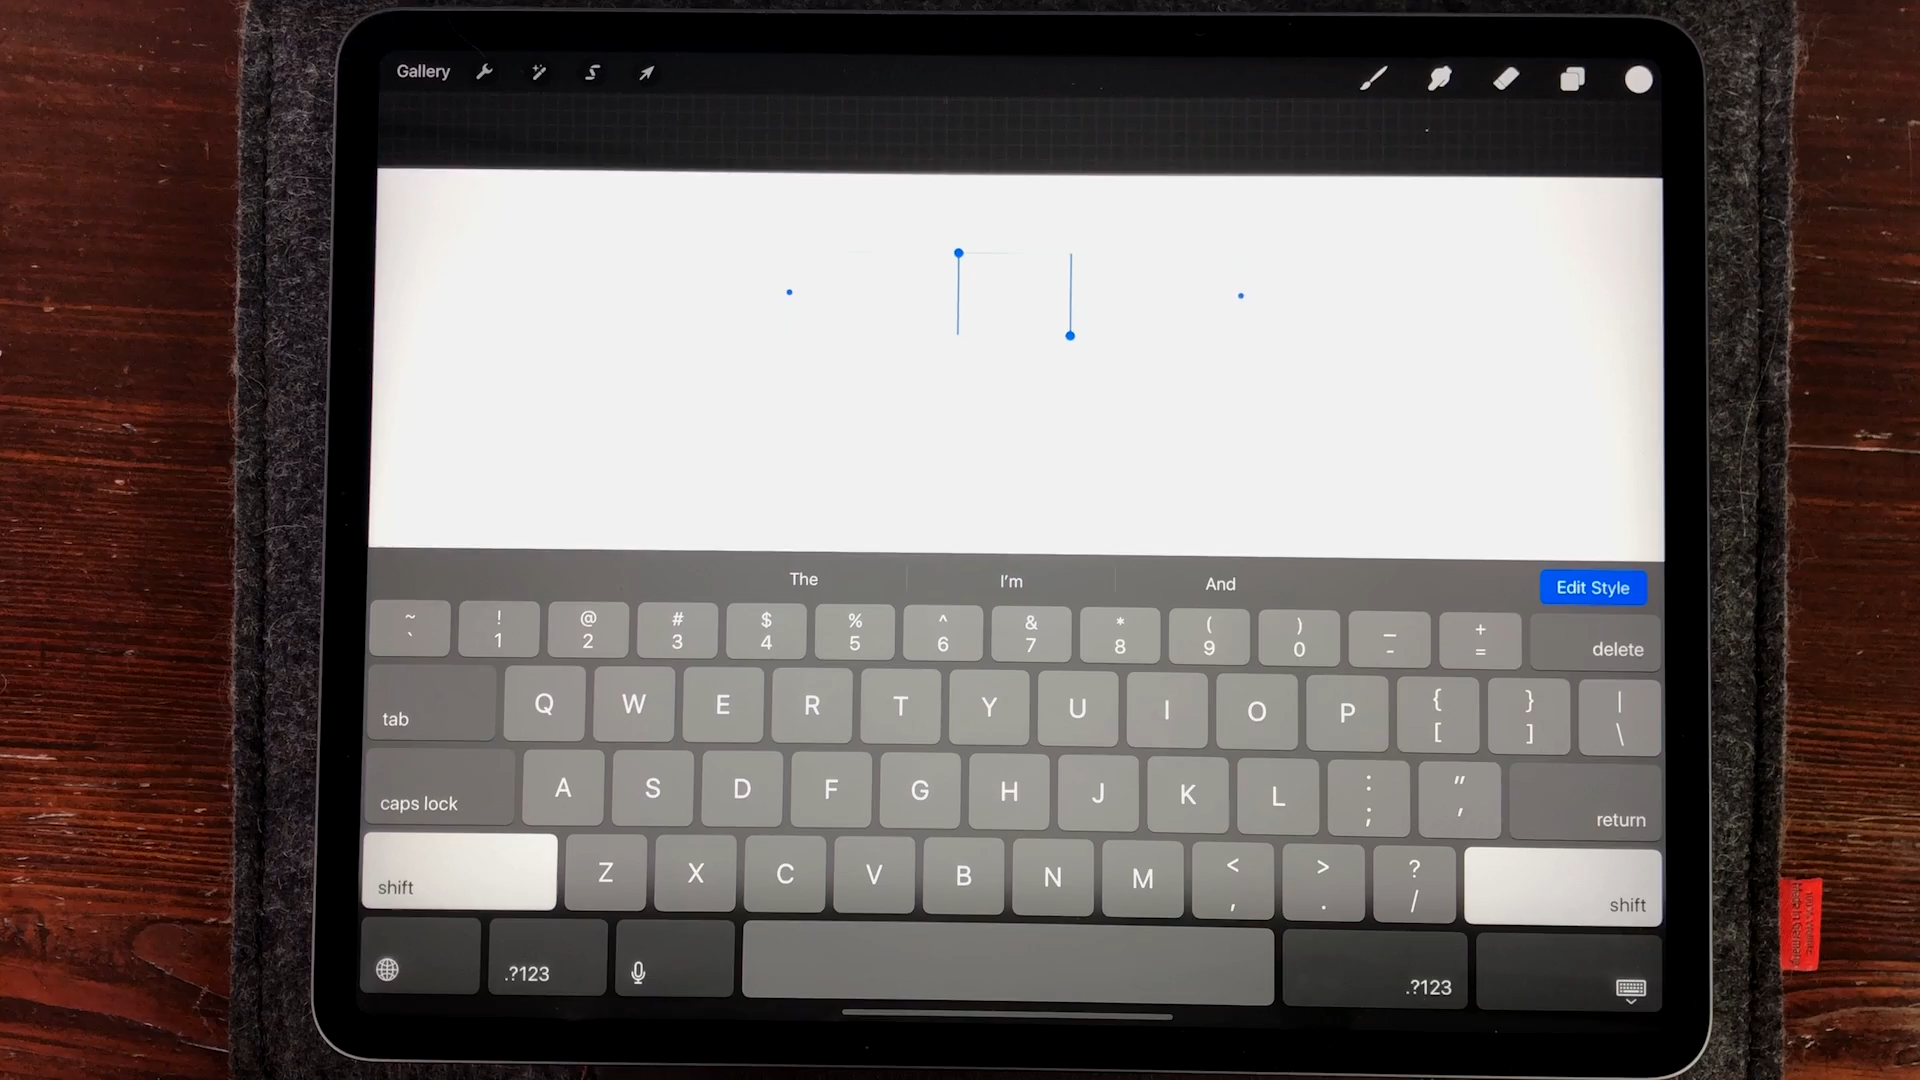 Gallery
The I'm And Edit Style
~ ! @ # $ % ^ & * ( ) _ +
` 1 2 3 4 5 6 7 8 9 0 - = delete
tab Q W E R T Y U I O P { [ } ] | \
caps lock A S D F G H J K L : ; " ' return
shift Z X C V B N M < , > . ? / shift
.?123 .?123